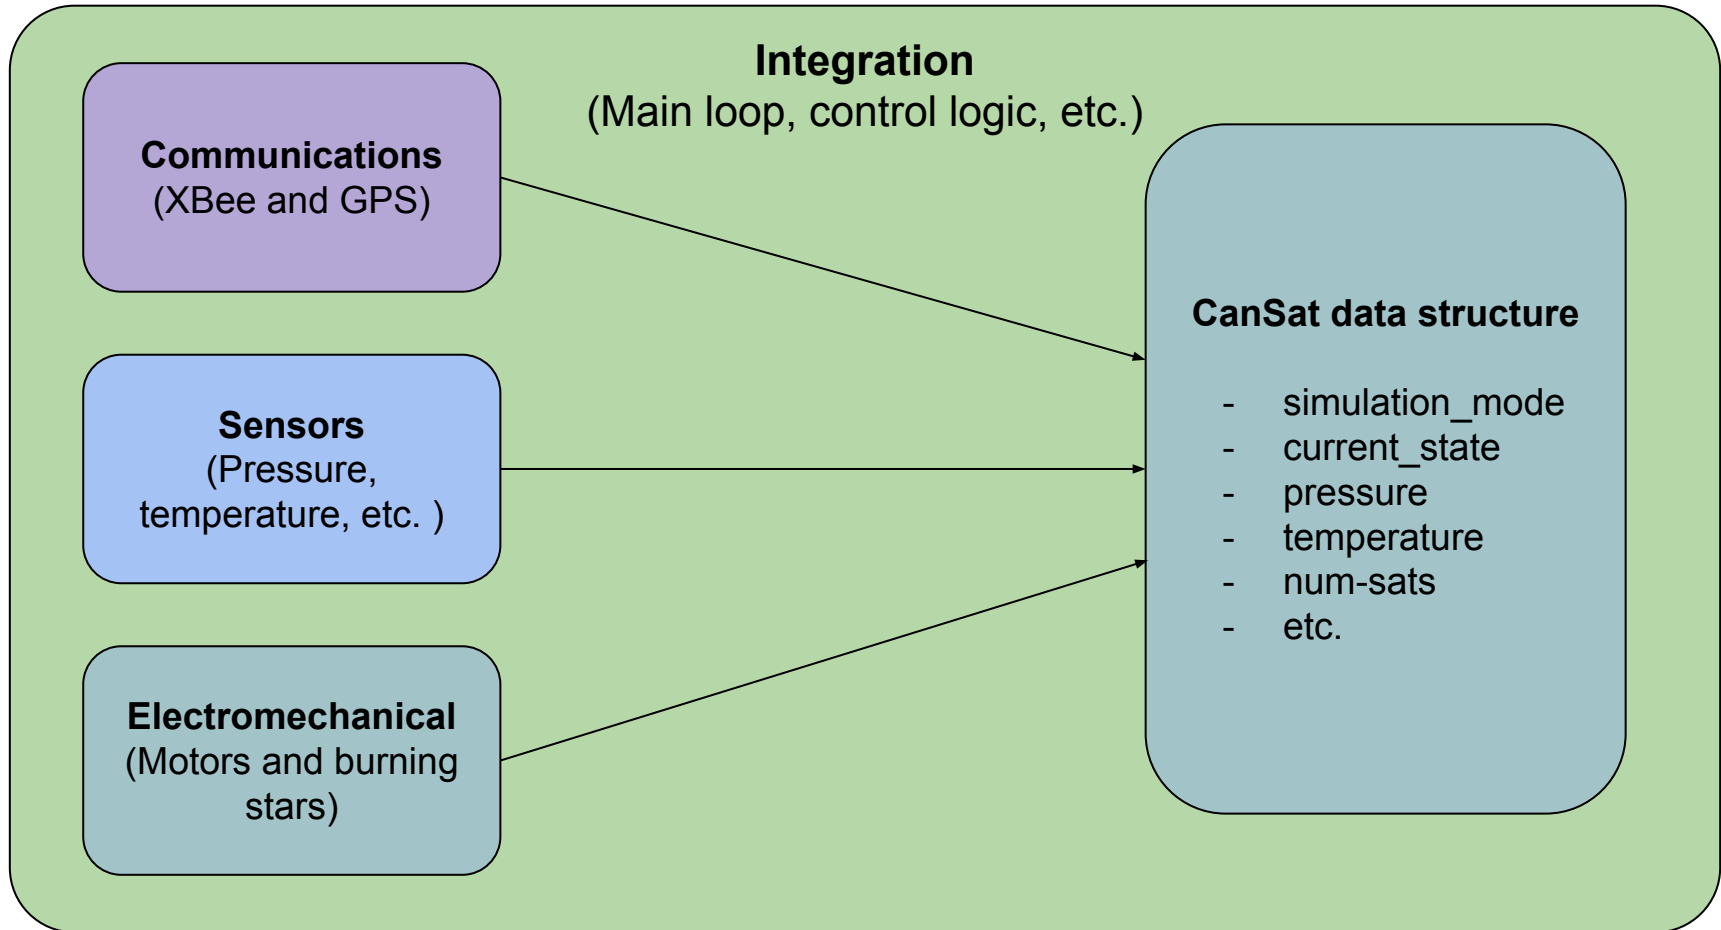 Integration
(Main loop, control logic, etc.)
Communications
(XBee and GPS)
Sensors
(Pressure,
temperature, etc. )
Electromechanical
(Motors and burning
stars)
CanSat data structure
- simulation_mode
- current_state
- pressure
- temperature
- num-sats
- etc.